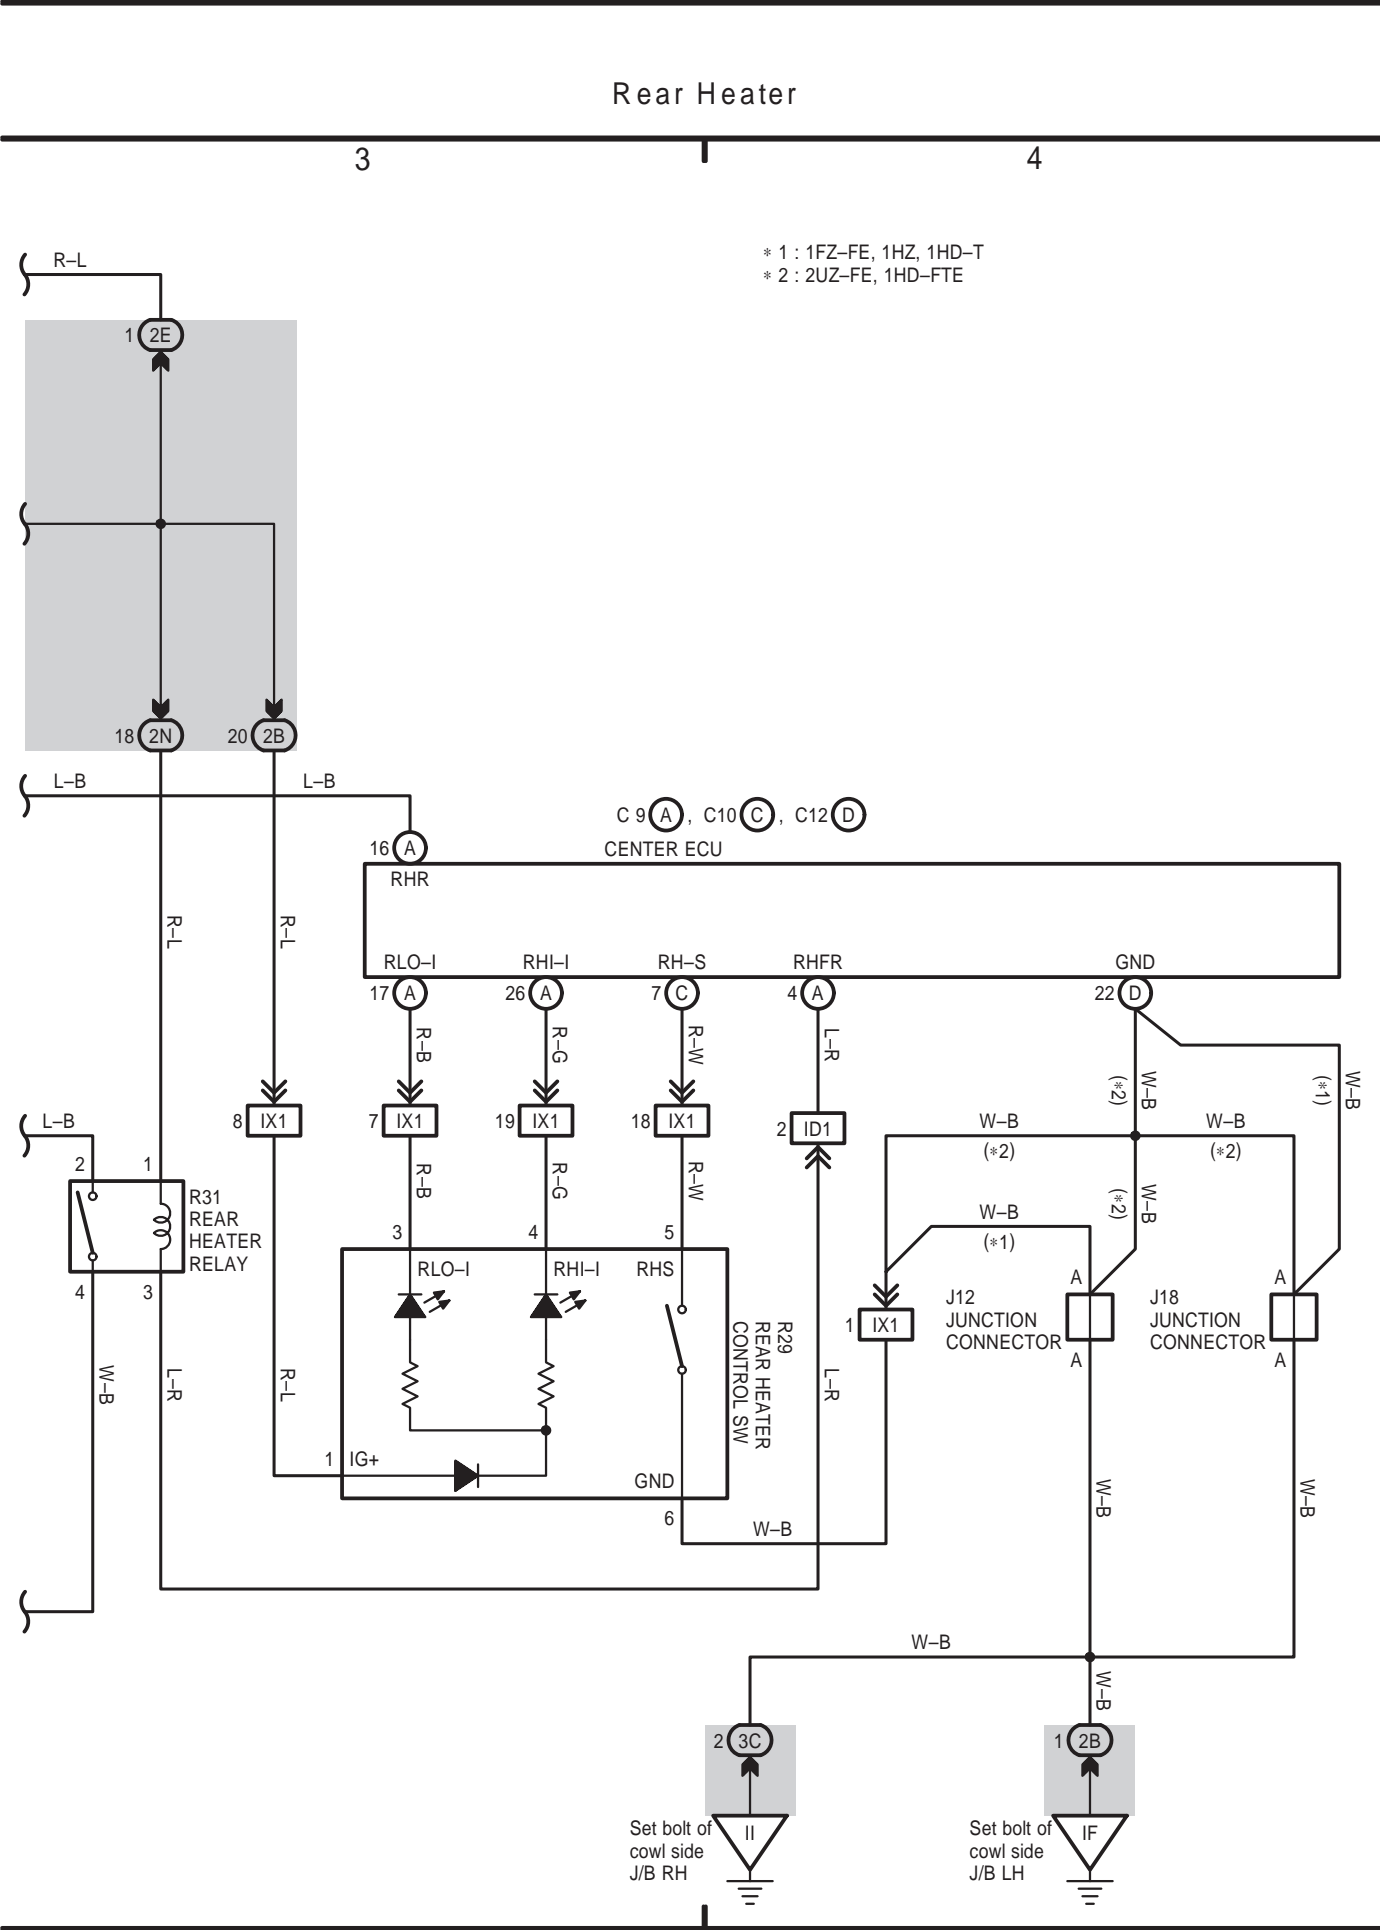 Rear Heater
3
4
∗ 1 : 1FZ–FE, 1HZ, 1HD–T
∗ 2 : 2UZ–FE, 1HD–FTE
R–L
1 2E
18 2N
20 2B
L–B
L–B
C 9 A , C10 C , C12 D
CENTER ECU
16 A
RHR
R–L
R–L
RLO–I
RHI–I
RH–S
RHFR
GND
17 A
26 A
7 C
4 A
22 D
R–B
R–G
R–W
L–R
W–B
(∗2)
W–B
(∗1)
8 IX1
7 IX1
19 IX1
18 IX1
2 ID1
L–B
W–B
(∗2)
W–B
(∗2)
2
1
R31
REAR
HEATER
RELAY
4
3
R–B
R–G
R–W
W–B
(∗2)
W–B
(∗1)
3
4
5
RLO–I
RHI–I
RHS
R29
REAR HEATER
CONTROL SW
1 IX1
A
J12
JUNCTION
CONNECTOR
A
A
J18
JUNCTION
CONNECTOR
A
W–B
L–R
R–L
L–R
1 IG+
GND
6
W–B
W–B
W–B
W–B
W–B
2 3C
1 2B
Set bolt of
cowl side
J/B RH
II
Set bolt of
cowl side
J/B LH
IF